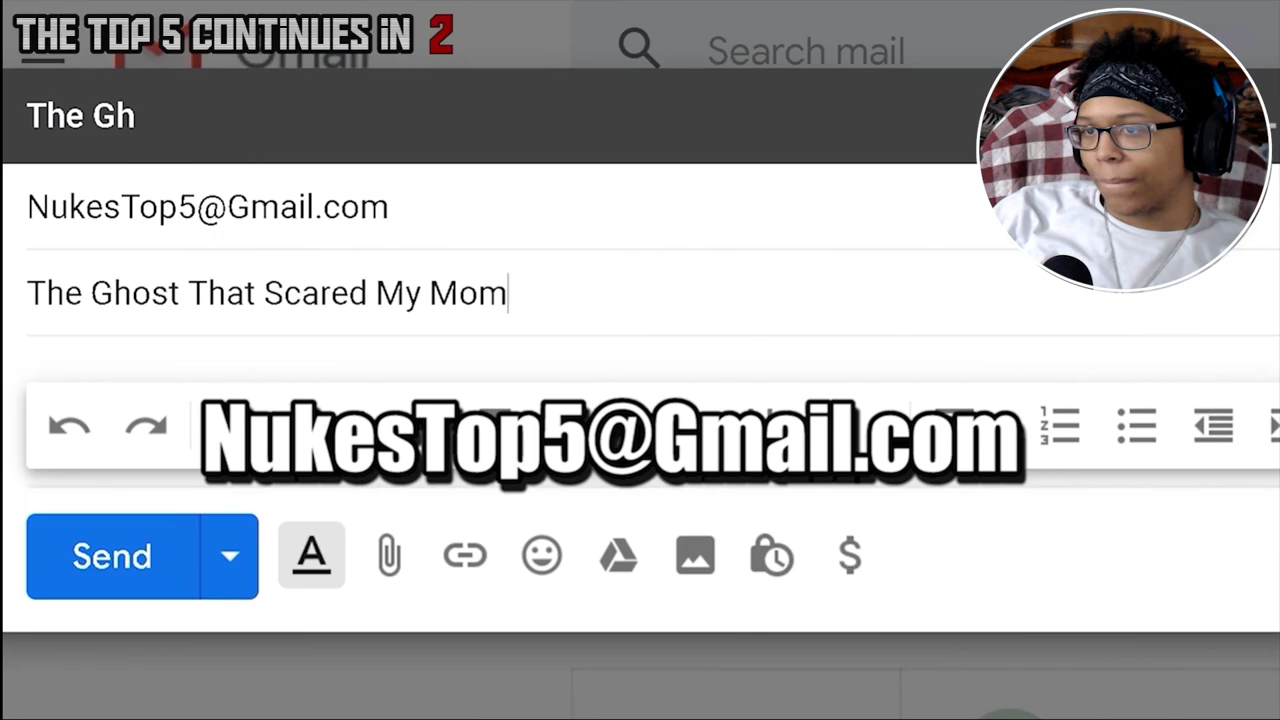 THE TOP 5 CONTINUES IN 2
Gmail
Search mail
The Gh
NukesTop5@Gmail.com
The Ghost That Scared My Mom
NukesTop5@Gmail.com
Send